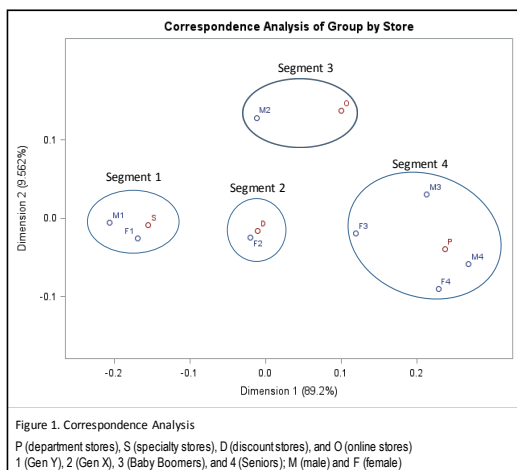 Correspondence Analysis of Group by Store
Segment 3
O
M2
0.1
Segment 1
Segment 2
Segment 4
M3
M1
S
D
F3
0.0
F1
F2
P
M4
F4
-0.1
Dimension 2 (9.562%)
-0.2
-0.1
0.0
0.1
0.2
Dimension 1 (89.2%)
Figure 1. Correspondence Analysis
P (department stores), S (specialty stores), D (discount stores), and O (online stores)
1 (Gen Y), 2 (Gen X), 3 (Baby Boomers), and 4 (Seniors); M (male) and F (female)